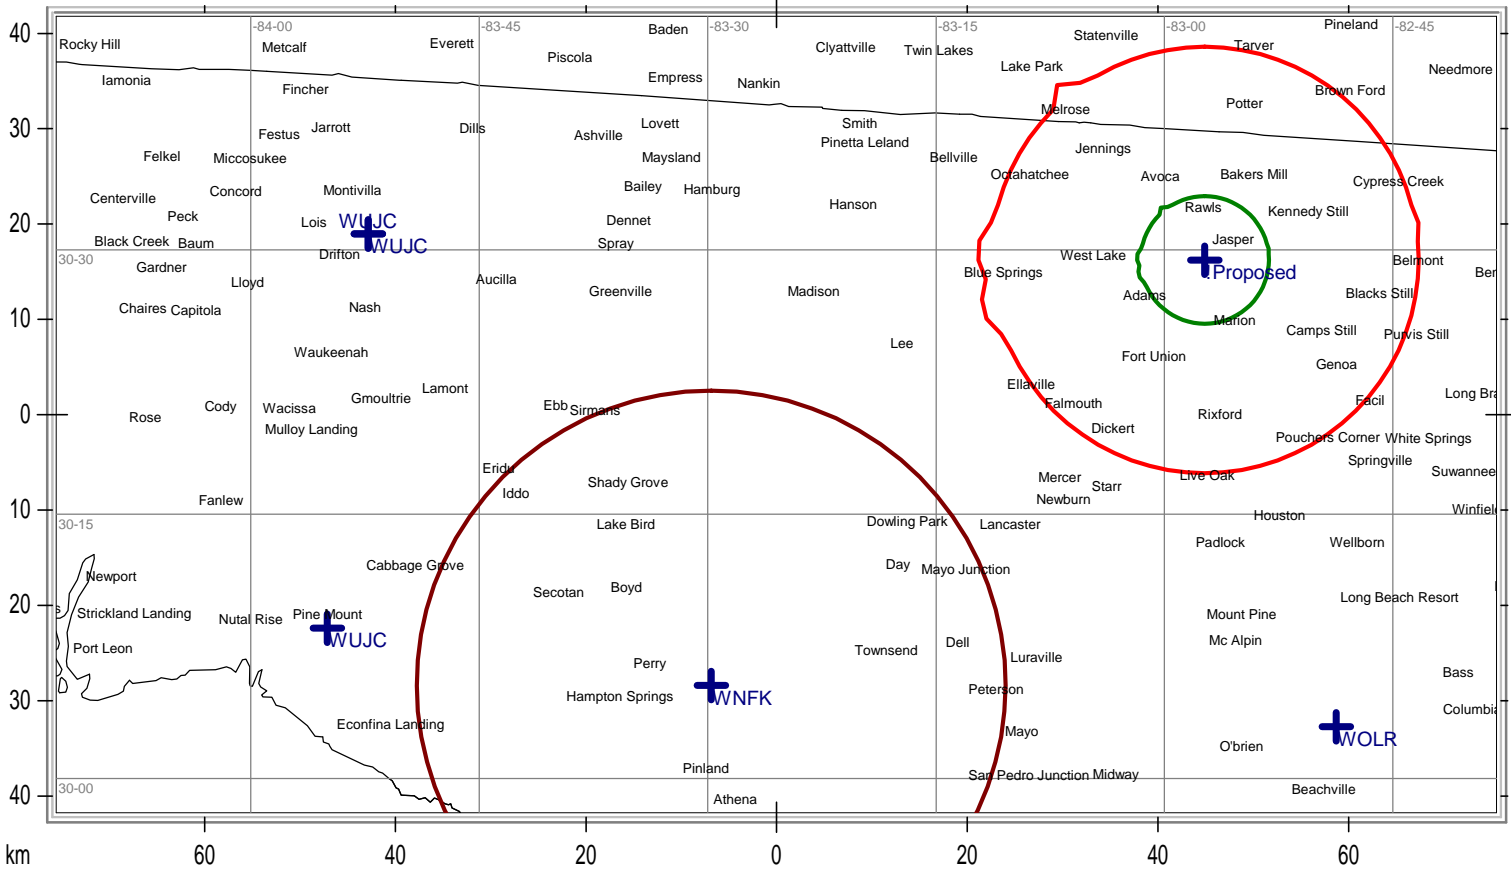 -84-00 -83-45 -83-30 -83-15 -83-00 -82-45
Pineland
Baden
40
Statenville
Rocky Hill Metcalf Everett Clyattville Twin Lakes Tarver
Piscola
Lake Park Needmore
Iamonia Empress Nankin
Fincher Brown Ford
Melrose Potter
30 Festus Jarrott Dills Ashville Lovett Smith
Pinetta Leland
Jennings
Felkel Miccosukee Maysland Bellville
Octahatchee Avoca Bakers Mill
Centerville Concord Montivilla Bailey Hamburg Cypress Creek
Hanson Rawls Kennedy Still
20 Peck Lois WUJC Dennet
Black Creek Baum WUJC Spray Jasper
30-30 Drifton West Lake Belmont
Gardner Blue Springs .Proposed Ber
Lloyd Aucilla
Greenville Madison Adams Blacks Still
10 Chaires Capitola Nash Marion
Camps Still Purvis Still
Waukeenah Lee
Fort Union Genoa
Lamont Ellaville
Gmoultrie Long Bra
Cody Wacissa Ebb Sirmans Falmouth Facil
0 Rose Rixford
Mulloy Landing Dickert
Pouchers Corner White Springs
Springville
Eridu Suwannee
Shady Grove Mercer Live Oak
Iddo Starr
10 Fanlew Newburn
Winfiel
30-15 Lake Bird Dowling Park Lancaster Houston
Padlock Wellborn
Cabbage Grove Day Mayo Junction
Newport
Secotan Boyd
20 s Strickland Landing Long Beach Resort
Nutal Rise Pine Mount Mount Pine
WUJC Dell Mc Alpin
Port Leon Townsend
Perry Luraville
Bass
30 Hampton Springs WNFK Peterson
Columbia
Econfina Landing Mayo
WOLR
O'brien
Pinland
San Pedro Junction Midway
30-00 Beachville
40 Athena
km 60 40 20 0 20 40 60